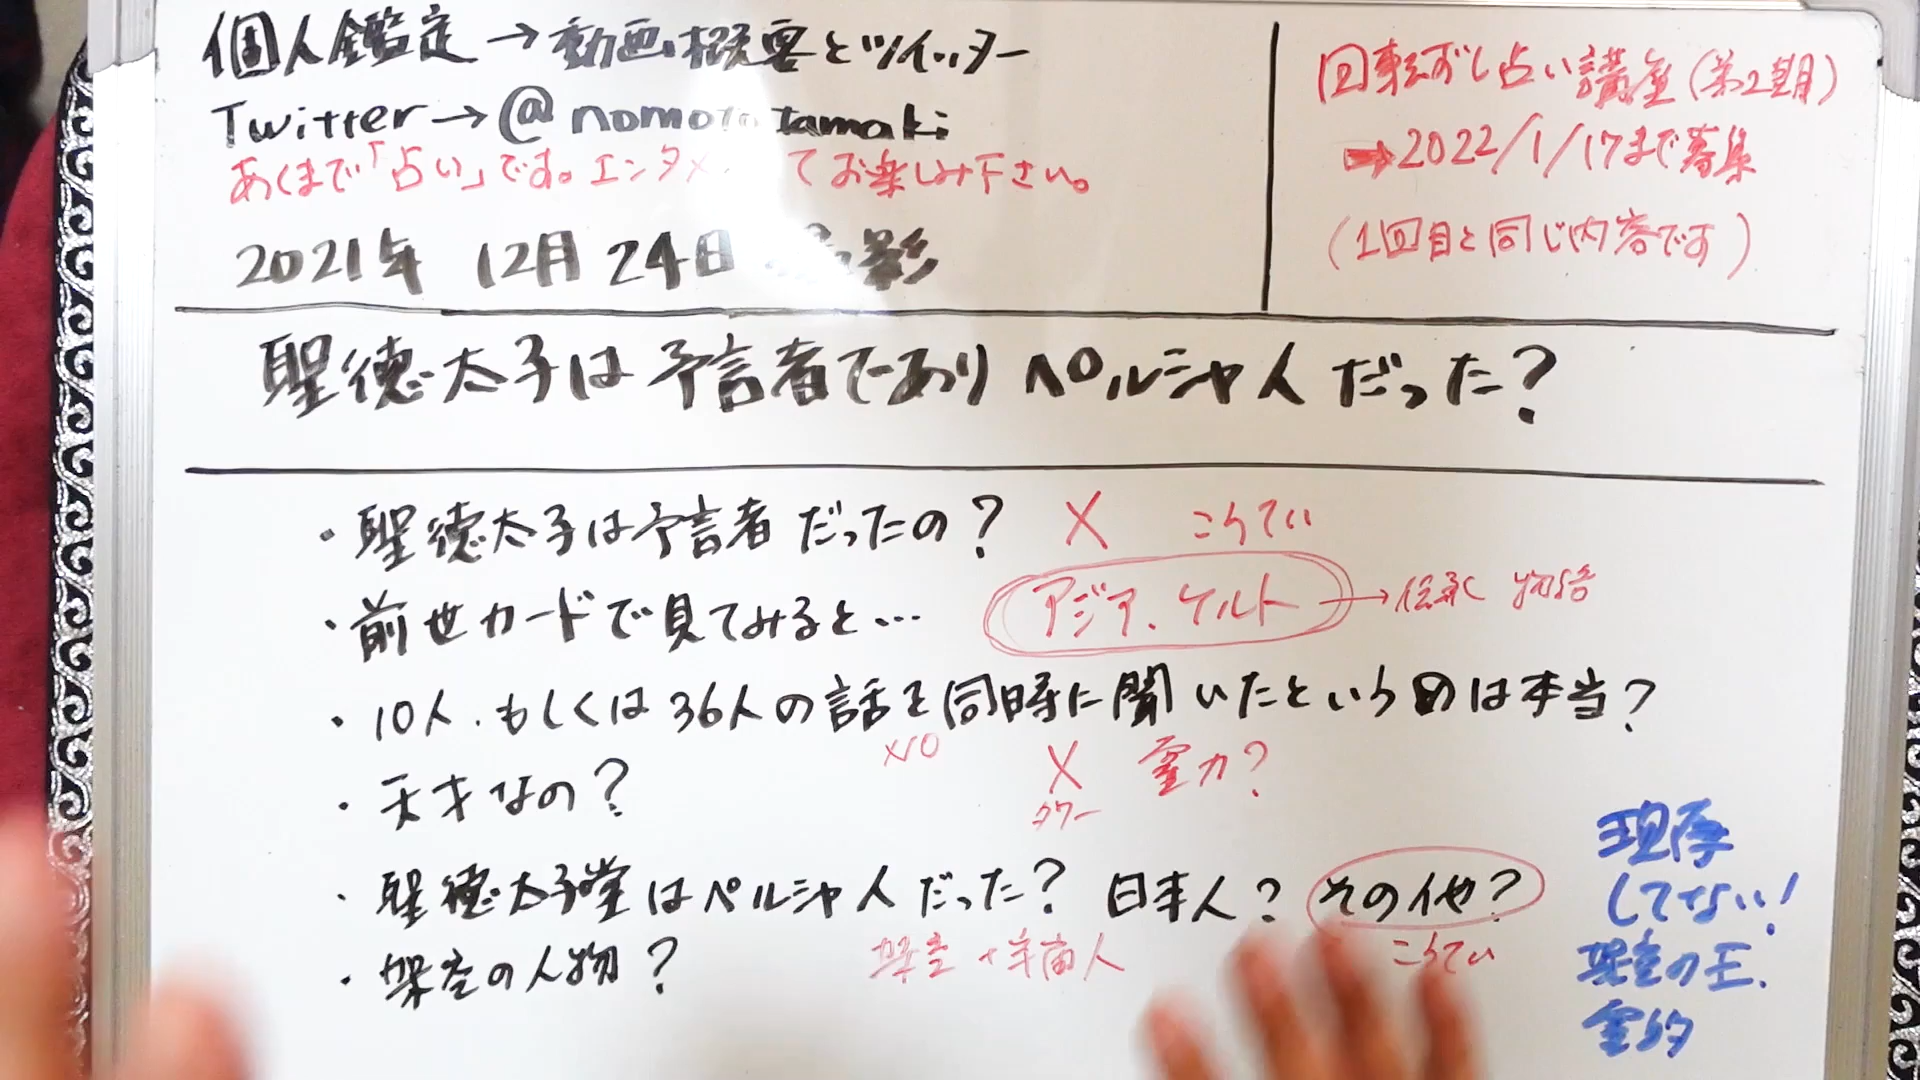 個人鑑定→動画概要とツイッター
Twitter→@nomototamaki
あくまで「占い」です。エンタメ てお楽しみ下さい。
2021年 12月24日 影
回転ずし占い講座(第2期)
➡2022/1/17まで募集
(1回目と同じ内容です)
聖徳太子は予言者でありペルシャ人だった?
・聖徳太子は予言者だったの? X こうてい
・前世カードで見てみると… アジア.ケルト→伝承 物語
・10人.もしくは36人の話を同時に聞いたというのは本当?
×10 X 霊力?
・天才なの? タワー
・聖徳太子堂はペルシャ人だった? 日本人? その他?
・架空の人物? 架空+宇宙人 こうてい
現存
してない!
架空の王.
霊的